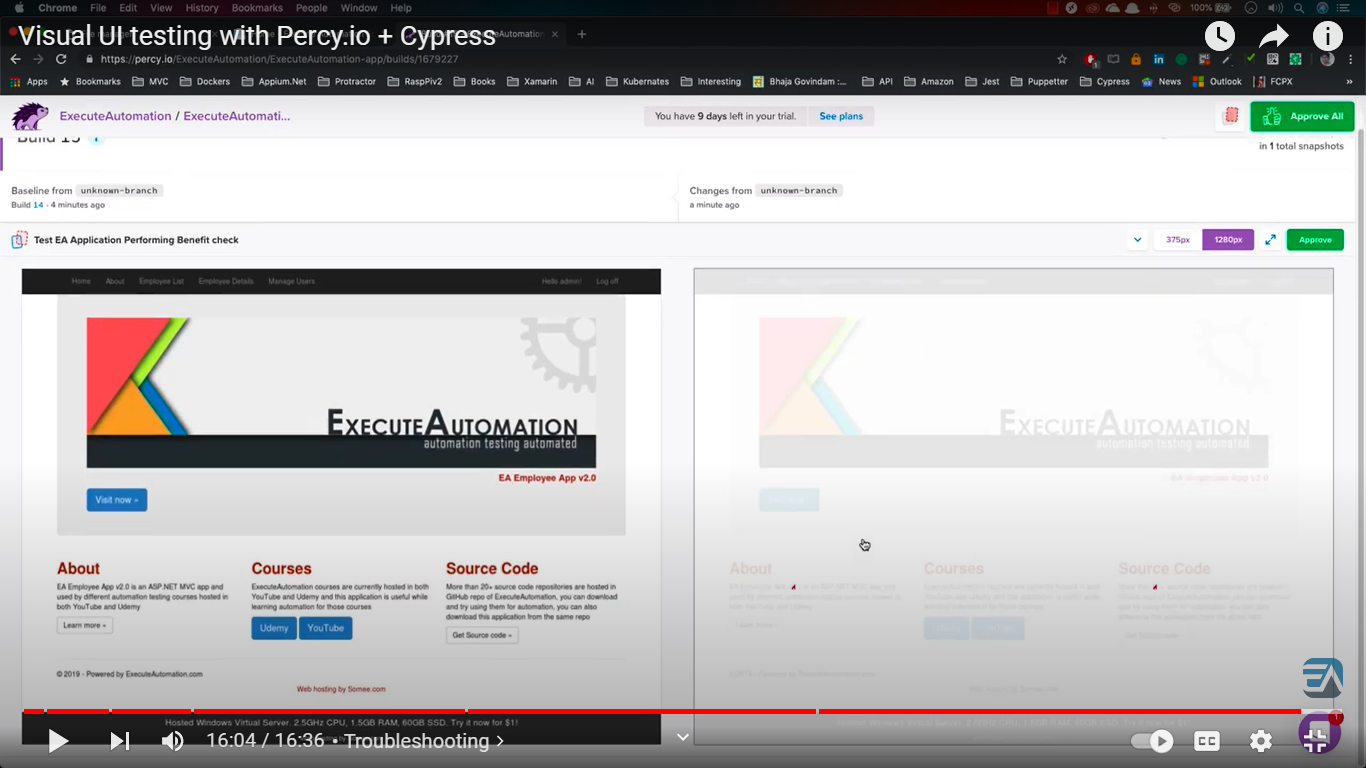 Chrome File Edit View History Bookmarks People Window Help 100%
Visual UI testing with Percy.io + Cypress
https://percy.io/ExecuteAutomation/ExecuteAutomation-app/builds/1679227
Apps Bookmarks MVC Dockers Appium.Net Protractor RaspPiv2 Books Xamarin AI Kubernetes Interesting Bhaja Govindam :... API Amazon Jest Puppetter Cypress News Outlook FCPX »
ExecuteAutomation / ExecuteAutomati... You have 9 days left in your trial. See plans Approve All
Build 15
in 1 total snapshots
Baseline from unknown-branch Changes from unknown-branch
Build 14 · 4 minutes ago a minute ago
Test EA Application Performing Benefit check 375px 1280px Approve
Home About Employee List Employee Details Manage Users Hello admin! Log off
EXECUTEAUTOMATION
automation testing automated
EA Employee App v2.0
Visit now »
About Courses Source Code
EA Employee App v2.0 is an ASP.NET MVC app and
used by different automation testing courses hosted in
both YouTube and Udemy
Learn more »
ExecuteAutomation courses are currently hosted in both
YouTube and Udemy and this application is useful while
learning automation for those courses
Udemy YouTube
More than 20+ source code repositories are hosted in
GitHub repo of ExecuteAutomation, you can download
and try using them for automation, you can also
download this application from the same repo
Get Source code »
© 2019 - Powered by ExecuteAutomation.com
Web hosting by Somee.com
Hosted Windows Virtual Server. 2.5GHz CPU, 1.5GB RAM, 60GB SSD. Try it now for $1!
EXECUTEAUTOMATION
automation testing automated
EA Employee App v2.0
About Courses Source Code
EA
1
16:04 / 16:36 • Troubleshooting >
CC